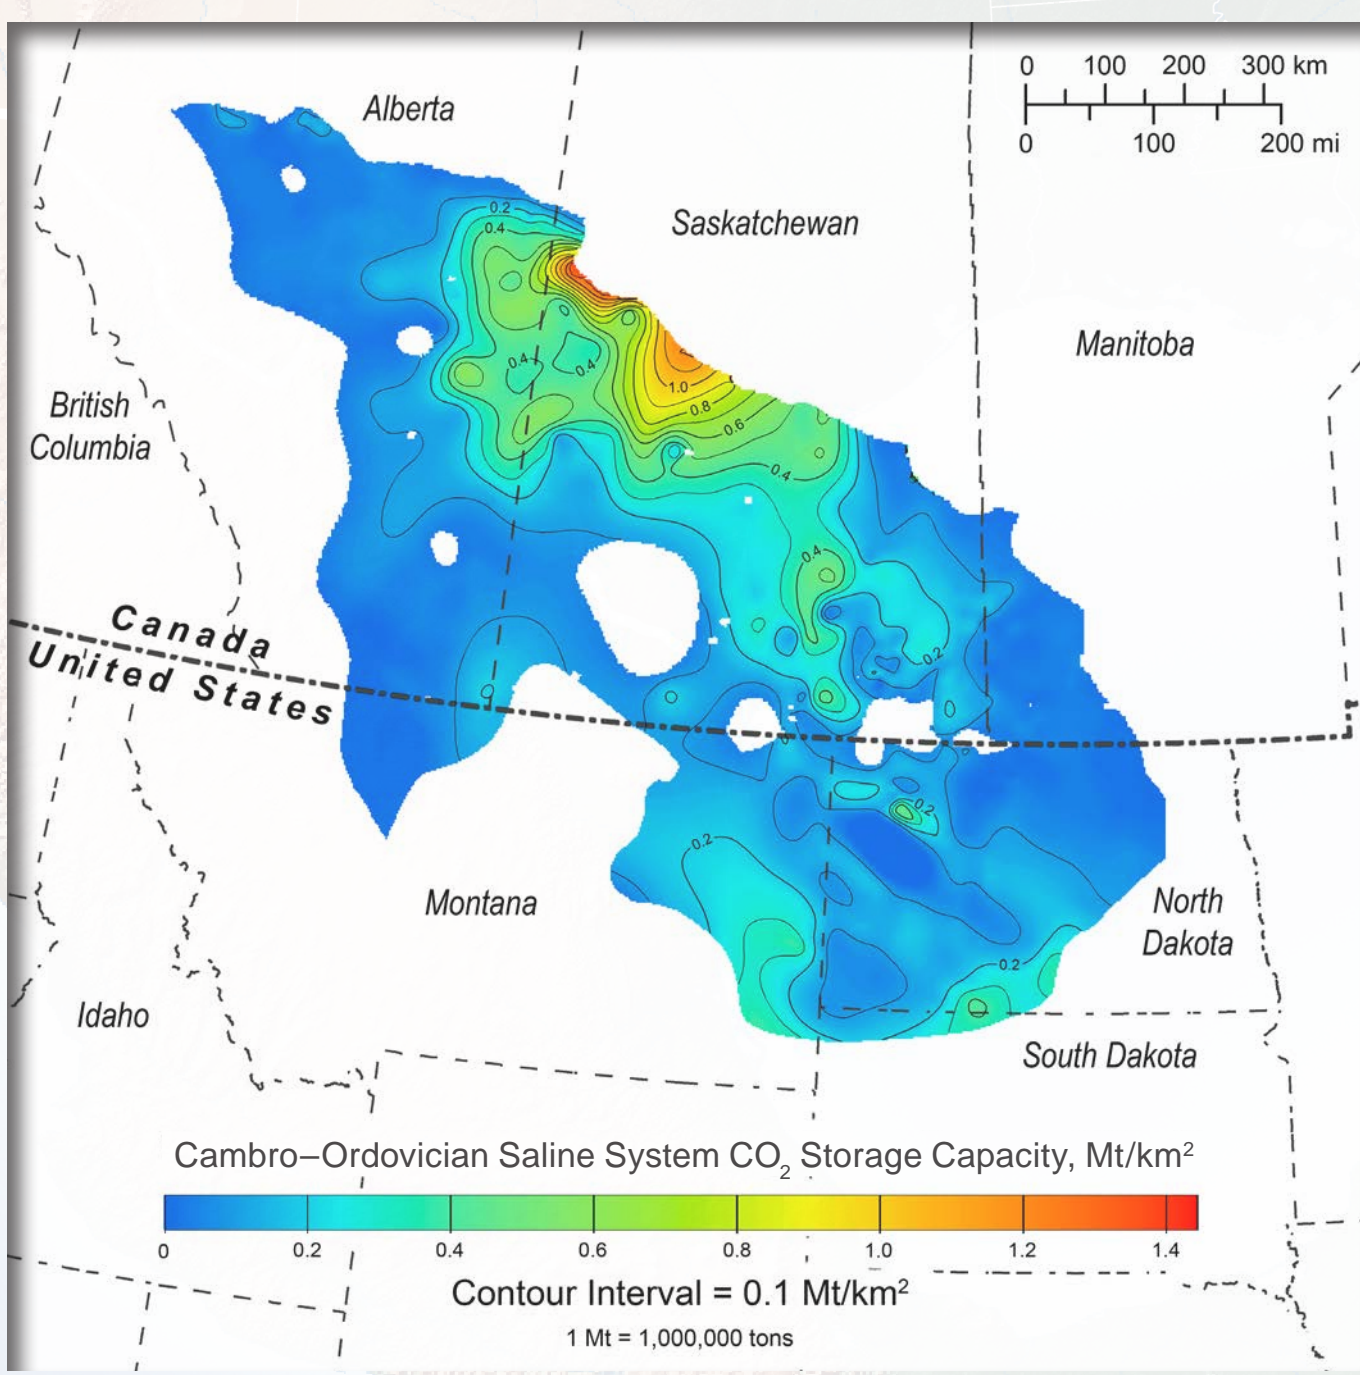 0 100 200 300 km
0 100 200 mi
Alberta
Saskatchewan
Manitoba
British
Columbia
0.2
0.4
0.4
0.4
1.0
0.8
0.6
0.4
0.4
0.2
Canada
United States
0.2
0.2
Montana
North
Dakota
0.2
Idaho
South Dakota
Cambro–Ordovician Saline System CO₂ Storage Capacity, Mt/km²
0 0.2 0.4 0.6 0.8 1.0 1.2 1.4
Contour Interval = 0.1 Mt/km²
1 Mt = 1,000,000 tons